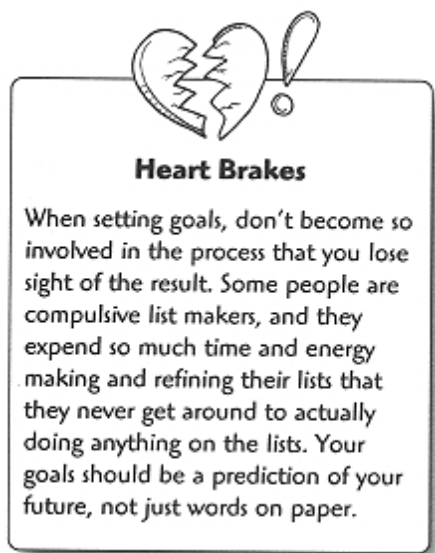 Heart Brakes
When setting goals, don't become so
involved in the process that you lose
sight of the result. Some people are
compulsive list makers, and they
expend so much time and energy
making and refining their lists that
they never get around to actually
doing anything on the lists. Your
goals should be a prediction of your
future, not just words on paper.